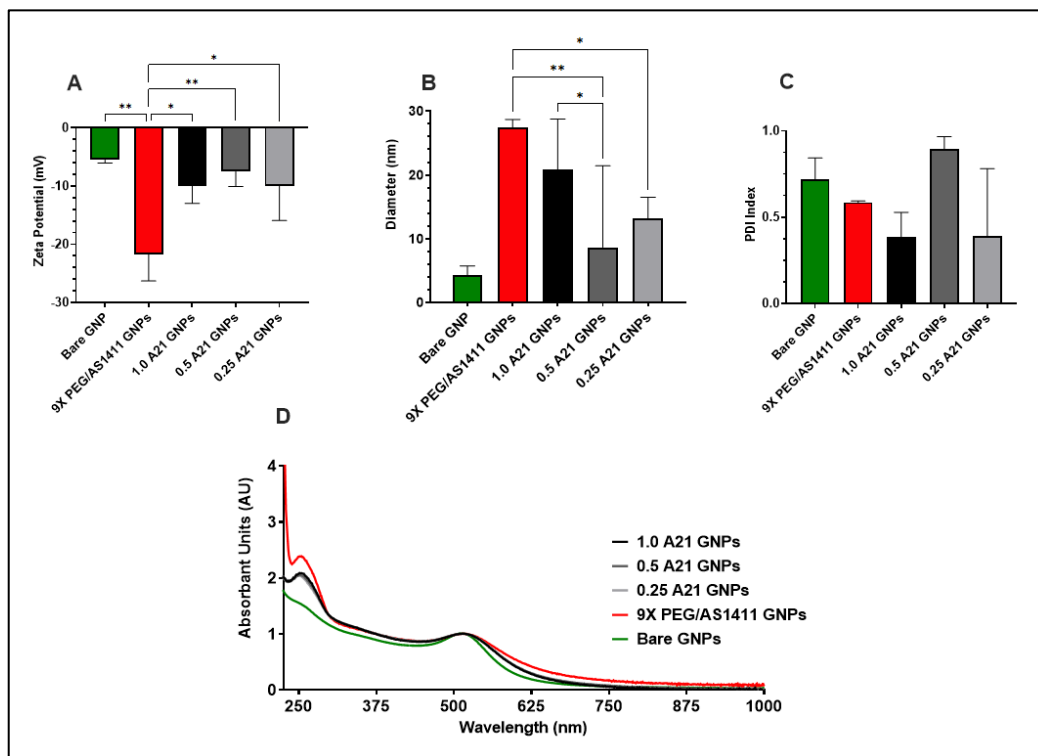 A
*
**
**
*
0
-10
-20
-30
Zeta Potential (mV)
Bare GNP
9X PEG/AS1411 GNPs
1.0 A21 GNPs
0.5 A21 GNPs
0.25 A21 GNPs
B
*
**
*
30
20
10
0
Diameter (nm)
Bare GNP
9X PEG/AS1411 GNPs
1.0 A21 GNPs
0.5 A21 GNPs
0.25 A21 GNPs
C
1.0
0.5
0.0
PDI Index
Bare GNP
9X PEG/AS1411 GNPs
1.0 A21 GNPs
0.5 A21 GNPs
0.25 A21 GNPs
D
4
3
2
1
0
Absorbant Units (AU)
250
375
500
625
750
875
1000
Wavelength (nm)
1.0 A21 GNPs
0.5 A21 GNPs
0.25 A21 GNPs
9X PEG/AS1411 GNPs
Bare GNPs